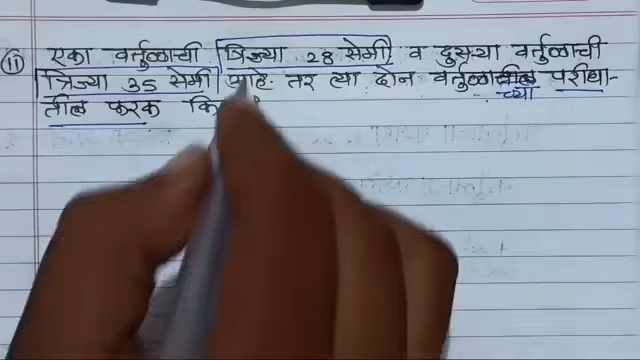 11 एका वर्तुळाची त्रिज्या 28 सेमी व दुसऱ्या वर्तुळाची
त्रिज्या 35 सेमी आहे तर त्या दोन वर्तुळातील परीघा-
च्या
तील फरक